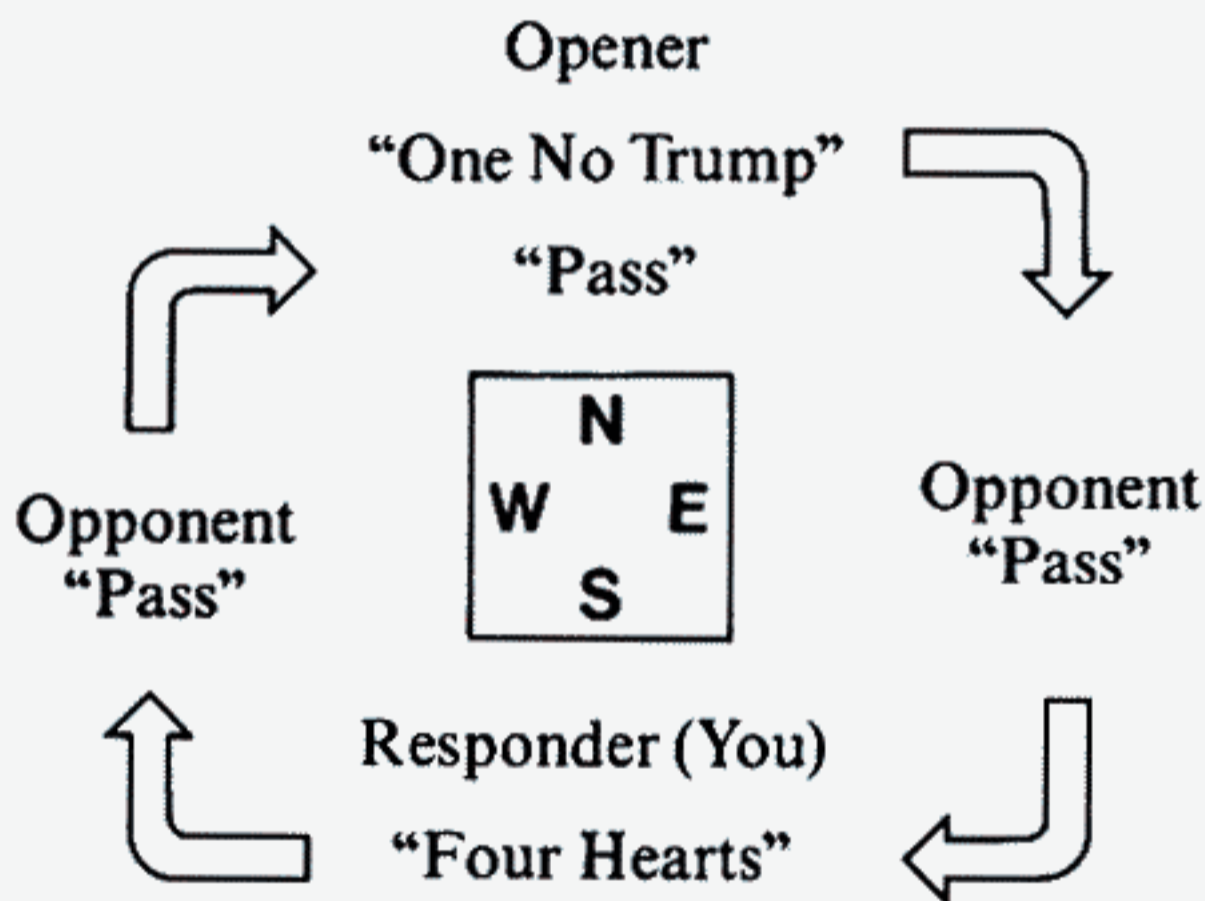 Opener
“One No Trump”
“Pass”
N
W E
S
Opponent
“Pass”
Opponent
“Pass”
Responder (You)
“Four Hearts”